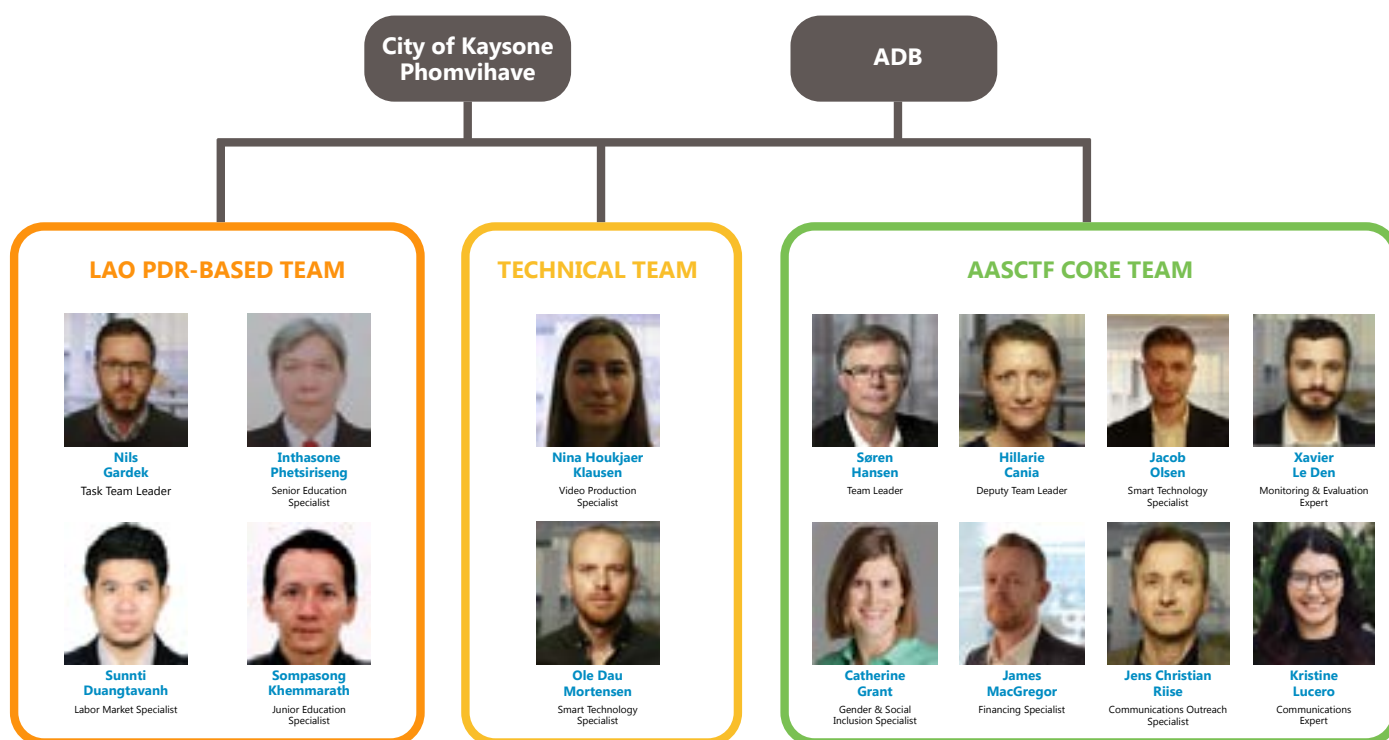 City of Kaysone
Phomvihave
ADB
LAO PDR-BASED TEAM
Nils
Gardek
Task Team Leader
Inthasone
Phetsiriseng
Senior Education
Specialist
Sunnti
Duangtavanh
Labor Market Specialist
Sompasong
Khemmarath
Junior Education
Specialist
TECHNICAL TEAM
Nina Houkjaer
Klausen
Video Production
Specialist
Ole Dau
Mortensen
Smart Technology
Specialist
AASCTF CORE TEAM
Søren
Hansen
Team Leader
Hillarie
Cania
Deputy Team Leader
Jacob
Olsen
Smart Technology
Specialist
Xavier
Le Den
Monitoring & Evaluation
Expert
Catherine
Grant
Gender & Social
Inclusion Specialist
James
MacGregor
Financing Specialist
Jens Christian
Riise
Communications Outreach
Specialist
Kristine
Lucero
Communications
Expert